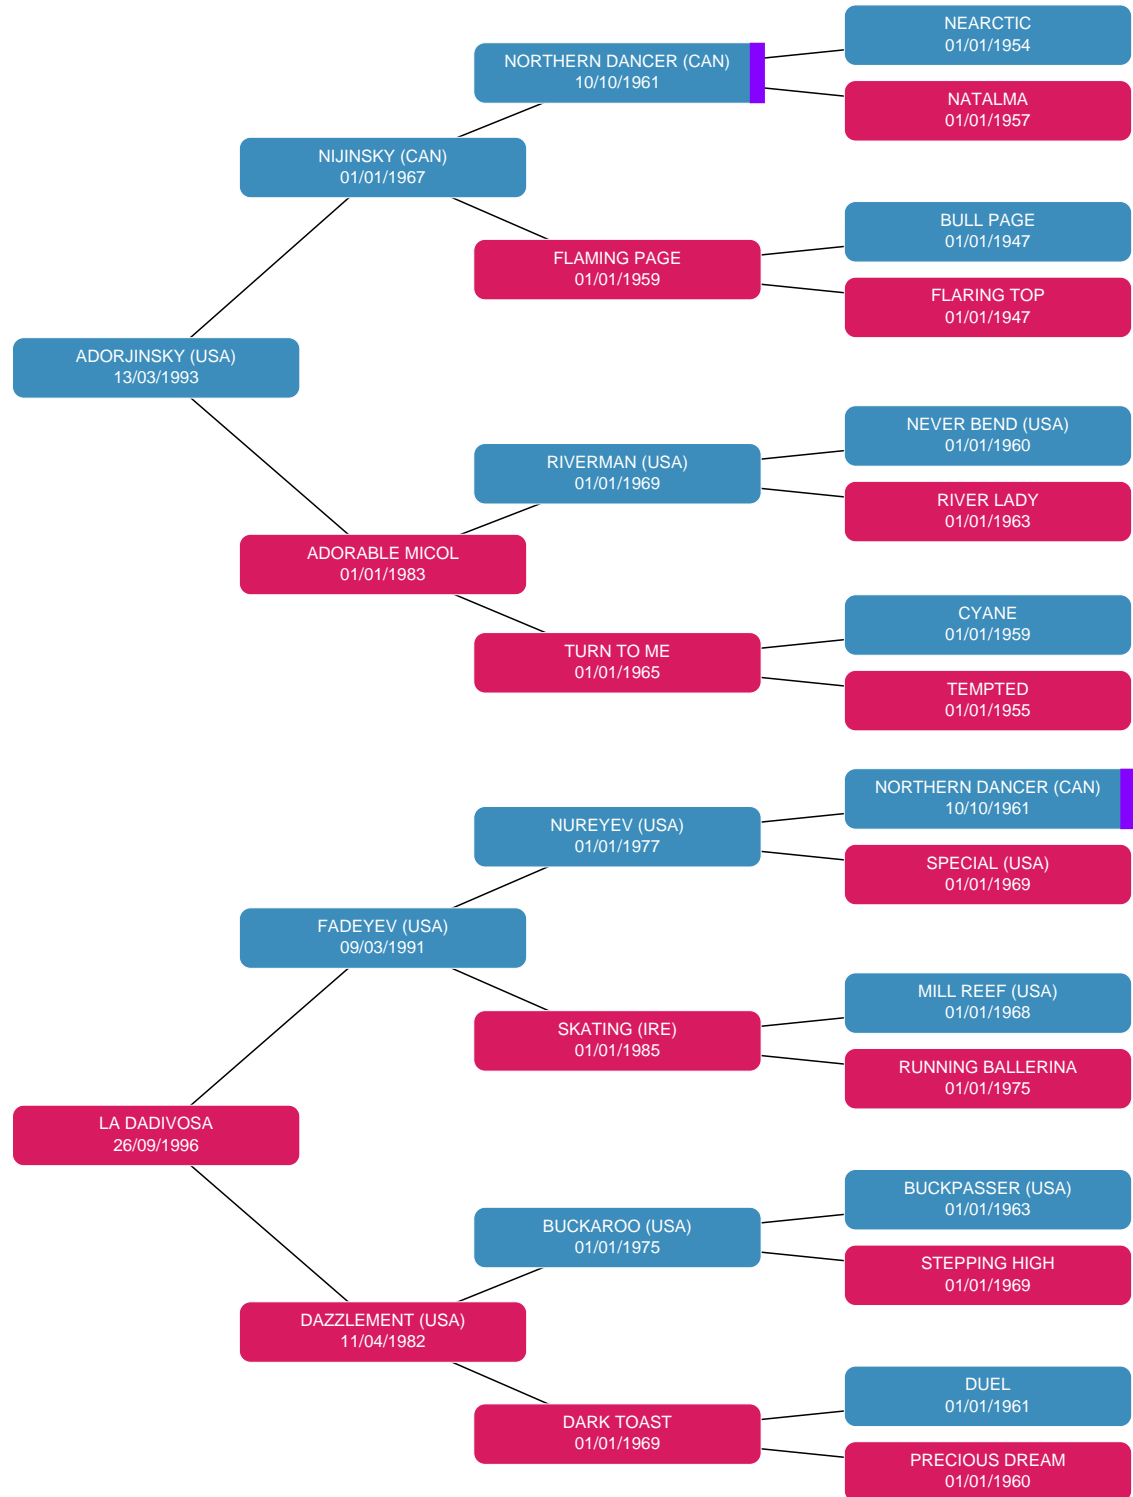 NEARCTIC
01/01/1954
NORTHERN DANCER (CAN)
10/10/1961
NATALMA
01/01/1957
NIJINSKY (CAN)
01/01/1967
BULL PAGE
01/01/1947
FLAMING PAGE
01/01/1959
FLARING TOP
01/01/1947
ADORJINSKY (USA)
13/03/1993
NEVER BEND (USA)
01/01/1960
RIVERMAN (USA)
01/01/1969
RIVER LADY
01/01/1963
ADORABLE MICOL
01/01/1983
CYANE
01/01/1959
TURN TO ME
01/01/1965
TEMPTED
01/01/1955
NORTHERN DANCER (CAN)
10/10/1961
NUREYEV (USA)
01/01/1977
SPECIAL (USA)
01/01/1969
FADEYEV (USA)
09/03/1991
MILL REEF (USA)
01/01/1968
SKATING (IRE)
01/01/1985
RUNNING BALLERINA
01/01/1975
LA DADIVOSA
26/09/1996
BUCKPASSER (USA)
01/01/1963
BUCKAROO (USA)
01/01/1975
STEPPING HIGH
01/01/1969
DAZZLEMENT (USA)
11/04/1982
DUEL
01/01/1961
DARK TOAST
01/01/1969
PRECIOUS DREAM
01/01/1960